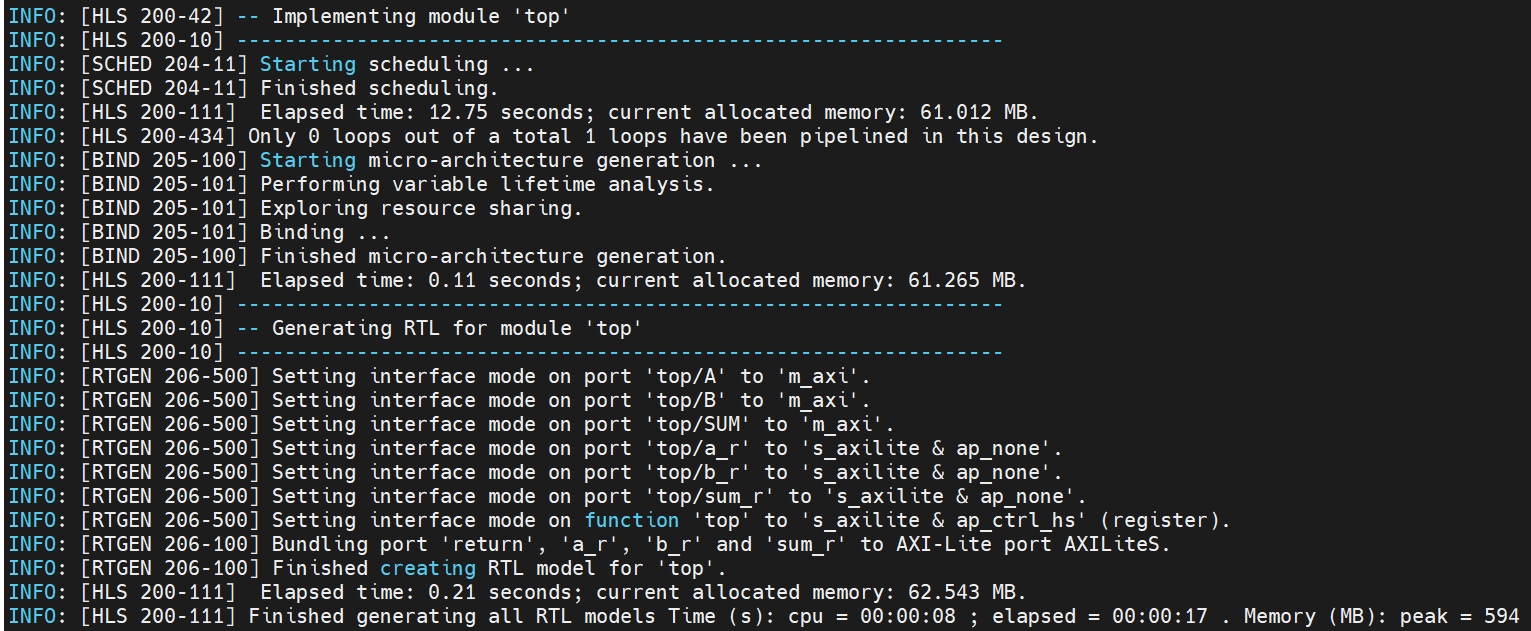 INFO: [HLS 200-42] -- Implementing module 'top'
INFO: [HLS 200-10] ----------------------------------------------------------------
INFO: [SCHED 204-11] Starting scheduling ...
INFO: [SCHED 204-11] Finished scheduling.
INFO: [HLS 200-111]  Elapsed time: 12.75 seconds; current allocated memory: 61.012 MB.
INFO: [HLS 200-434] Only 0 loops out of a total 1 loops have been pipelined in this design.
INFO: [BIND 205-100] Starting micro-architecture generation ...
INFO: [BIND 205-101] Performing variable lifetime analysis.
INFO: [BIND 205-101] Exploring resource sharing.
INFO: [BIND 205-101] Binding ...
INFO: [BIND 205-100] Finished micro-architecture generation.
INFO: [HLS 200-111]  Elapsed time: 0.11 seconds; current allocated memory: 61.265 MB.
INFO: [HLS 200-10] ----------------------------------------------------------------
INFO: [HLS 200-10] -- Generating RTL for module 'top'
INFO: [HLS 200-10] ----------------------------------------------------------------
INFO: [RTGEN 206-500] Setting interface mode on port 'top/A' to 'm_axi'.
INFO: [RTGEN 206-500] Setting interface mode on port 'top/B' to 'm_axi'.
INFO: [RTGEN 206-500] Setting interface mode on port 'top/SUM' to 'm_axi'.
INFO: [RTGEN 206-500] Setting interface mode on port 'top/a_r' to 's_axilite & ap_none'.
INFO: [RTGEN 206-500] Setting interface mode on port 'top/b_r' to 's_axilite & ap_none'.
INFO: [RTGEN 206-500] Setting interface mode on port 'top/sum_r' to 's_axilite & ap_none'.
INFO: [RTGEN 206-500] Setting interface mode on function 'top' to 's_axilite & ap_ctrl_hs' (register).
INFO: [RTGEN 206-100] Bundling port 'return', 'a_r', 'b_r' and 'sum_r' to AXI-Lite port AXILiteS.
INFO: [RTGEN 206-100] Finished creating RTL model for 'top'.
INFO: [HLS 200-111]  Elapsed time: 0.21 seconds; current allocated memory: 62.543 MB.
INFO: [HLS 200-111] Finished generating all RTL models Time (s): cpu = 00:00:08 ; elapsed = 00:00:17 . Memory (MB): peak = 594